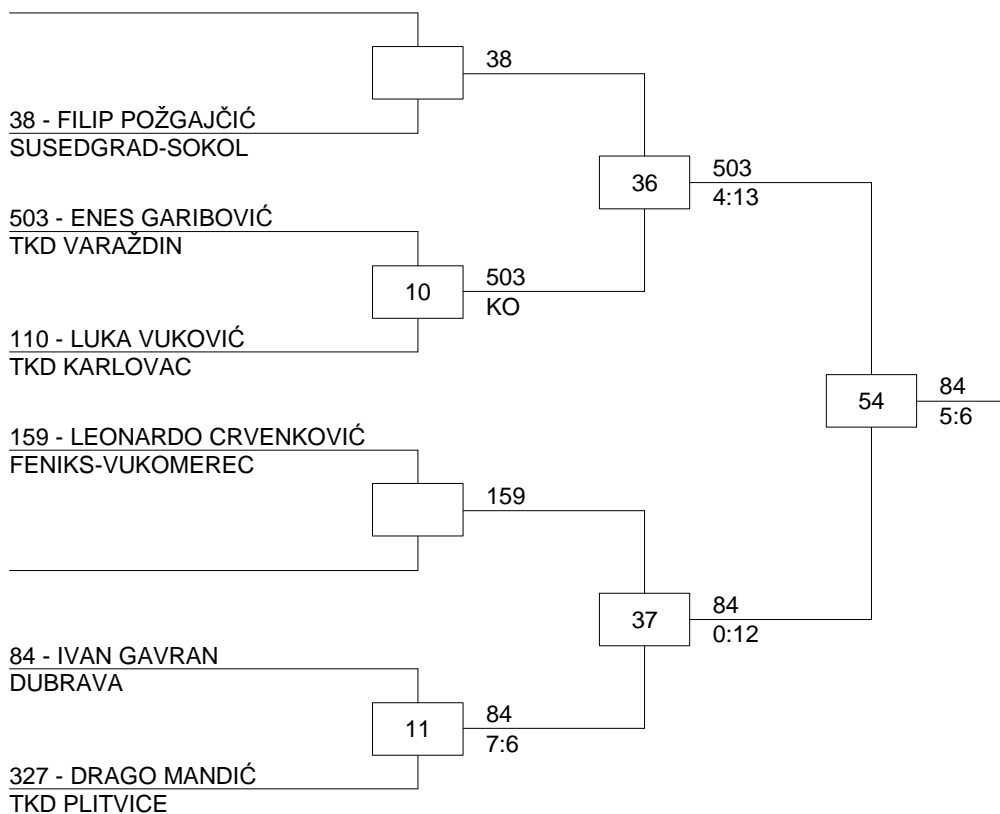 38
38 - FILIP POŽGAJČIĆ
SUSEDGRAD-SOKOL
36
503
4:13
503 - ENES GARIBOVIĆ
TKD VARAŽDIN
10
503
KO
110 - LUKA VUKOVIĆ
TKD KARLOVAC
54
84
5:6
159 - LEONARDO CRVENKOVIĆ
FENIKS-VUKOMEREC
159
37
84
0:12
84 - IVAN GAVRAN
DUBRAVA
11
84
7:6
327 - DRAGO MANDIĆ
TKD PLITVICE